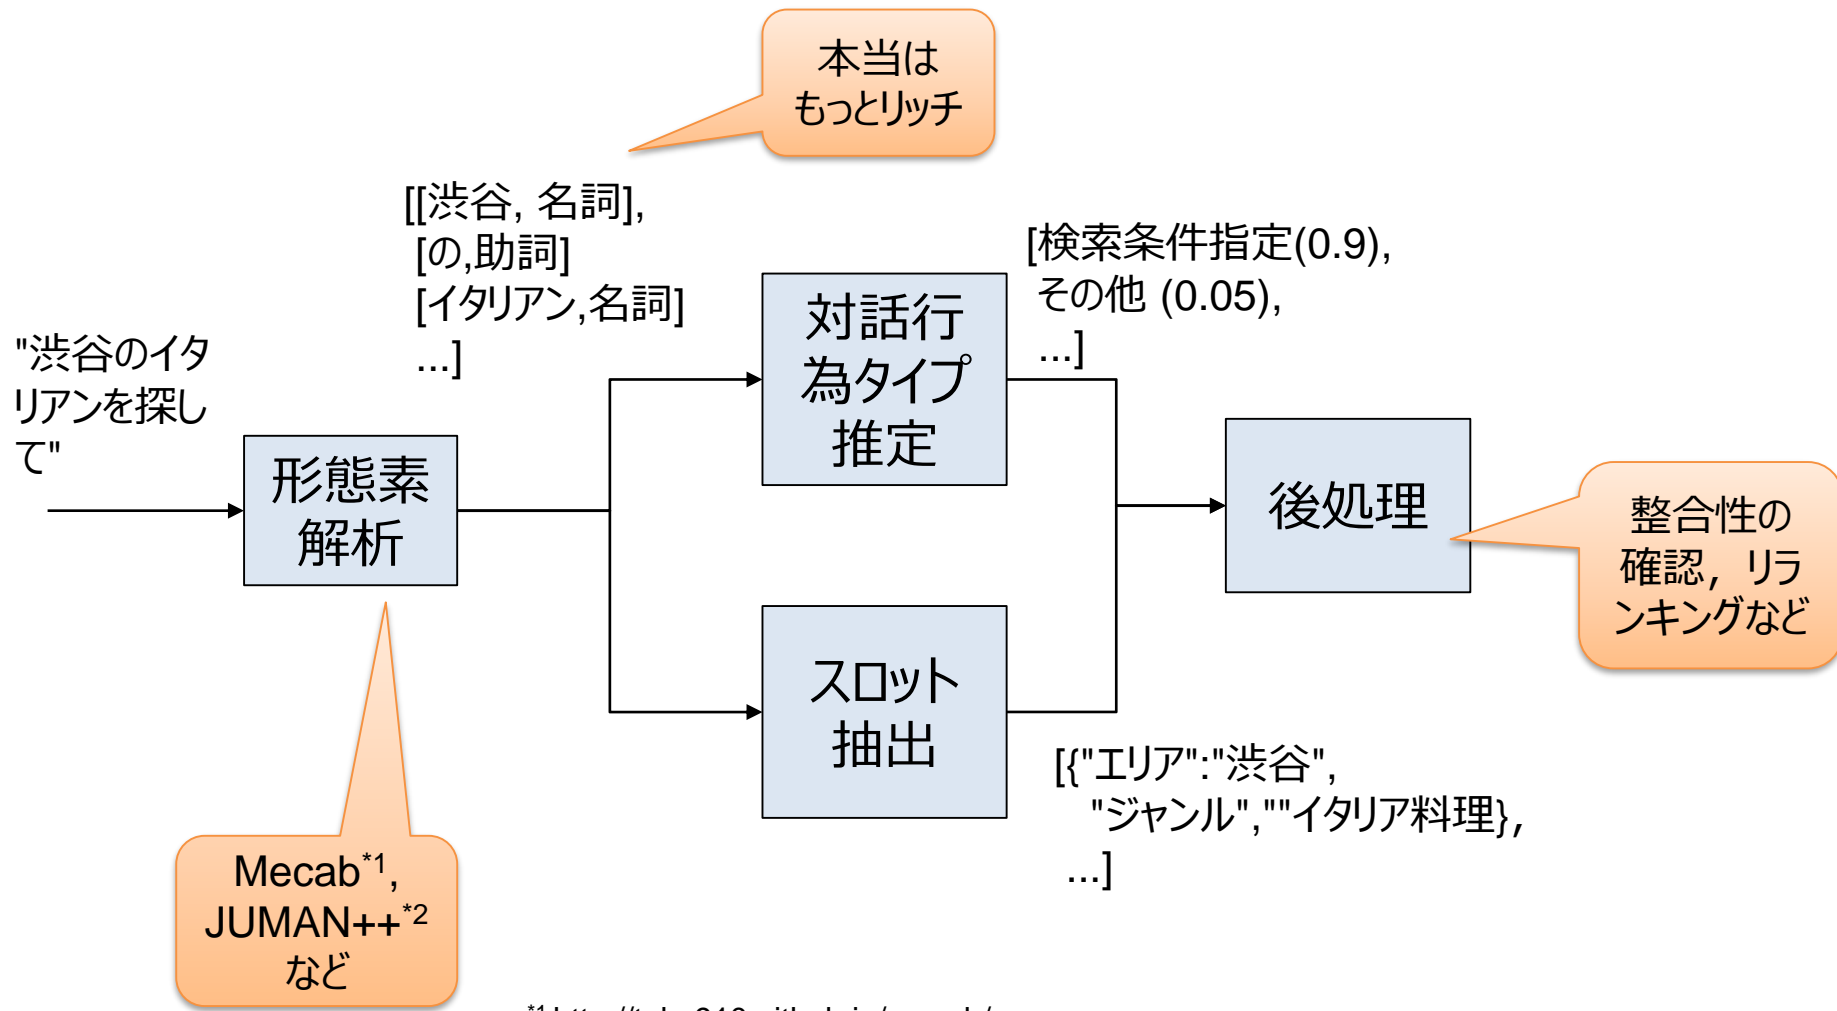 本当は
もっとリッチ
[[渋谷, 名詞],
[の,助詞]
[イタリアン,名詞]
...]
[検索条件指定(0.9),
その他 (0.05),
...]
"渋谷のイタ
リアンを探し
て"
形態素
解析
対話行
為タイプ
推定
後処理
整合性の
確認，リラ
ンキングなど
スロット
抽出
[{"エリア":"渋谷",
"ジャンル",""イタリア料理},
...]
Mecab*1,
JUMAN++*2
など
*1